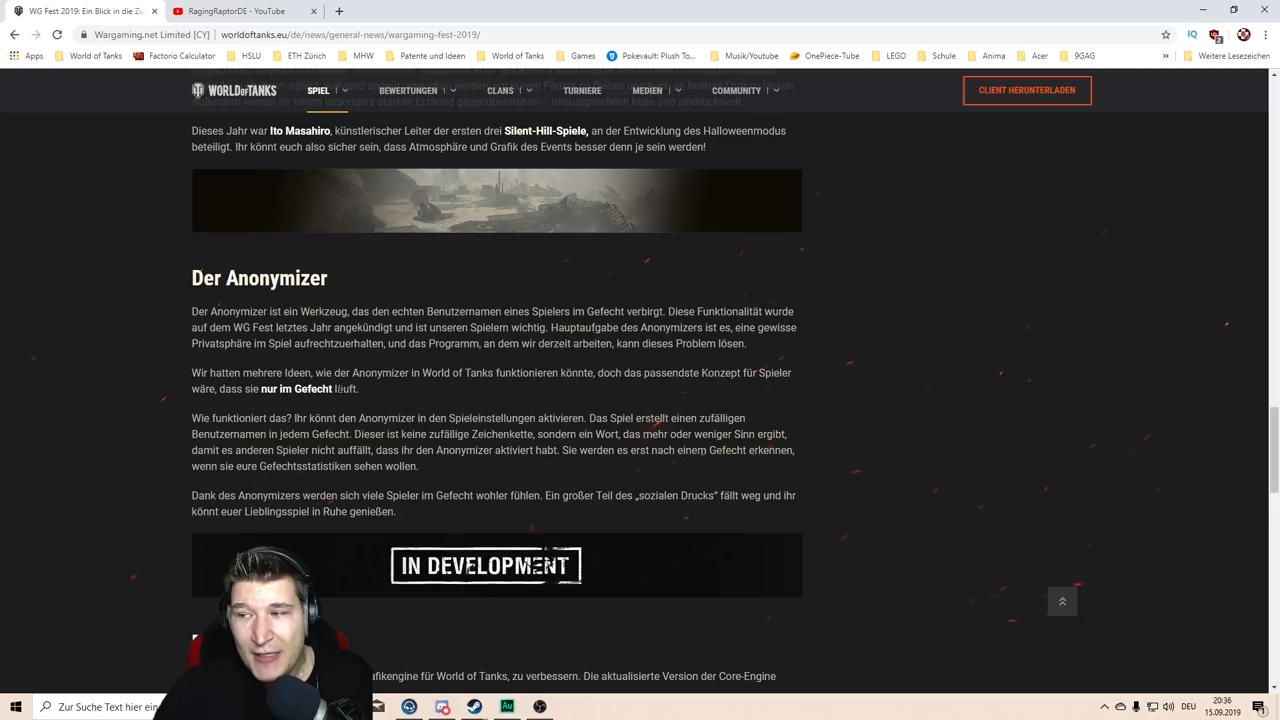 WG Fest 2019: Ein Blick in die Zu
RagingRaptorDE - YouTube
Wargaming.net Limited [CY] worldoftanks.eu/de/news/general-news/wargaming-fest-2019/
Apps World of Tanks Factorio Calculator HSLU ETH Zürich MHW Patente und Ideen World of Tanks Games Pokevault: Plush To... Musik/Youtube OnePiece-Tube LEGO Schule Anima Acer 9GAG » Weitere Lesezeichen
WORLD OF TANKS SPIEL BEWERTUNGEN CLANS TURNIERE MEDIEN COMMUNITY CLIENT HERUNTERLADEN
Außerdem werdet ihr einem besonders starken Erzfeind gegenüberstehen – unaussprechlich böse und eindrucksvoll.
Dieses Jahr war Ito Masahiro, künstlerischer Leiter der ersten drei Silent-Hill-Spiele, an der Entwicklung des Halloweenmodus
beteiligt. Ihr könnt euch also sicher sein, dass Atmosphäre und Grafik des Events besser denn je sein werden!
Der Anonymizer
Der Anonymizer ist ein Werkzeug, das den echten Benutzernamen eines Spielers im Gefecht verbirgt. Diese Funktionalität wurde
auf dem WG Fest letztes Jahr angekündigt und ist unseren Spielern wichtig. Hauptaufgabe des Anonymizers ist es, eine gewisse
Privatsphäre im Spiel aufrechtzuerhalten, und das Programm, an dem wir derzeit arbeiten, kann dieses Problem lösen.
Wir hatten mehrere Ideen, wie der Anonymizer in World of Tanks funktionieren könnte, doch das passendste Konzept für Spieler
wäre, dass sie nur im Gefecht läuft.
Wie funktioniert das? Ihr könnt den Anonymizer in den Spieleinstellungen aktivieren. Das Spiel erstellt einen zufälligen
Benutzernamen in jedem Gefecht. Dieser ist keine zufällige Zeichenkette, sondern ein Wort, das mehr oder weniger Sinn ergibt,
damit es anderen Spieler nicht auffällt, dass ihr den Anonymizer aktiviert habt. Sie werden es erst nach einem Gefecht erkennen,
wenn sie eure Gefechtsstatistiken sehen wollen.
Dank des Anonymizers werden sich viele Spieler im Gefecht wohler fühlen. Ein großer Teil des „sozialen Drucks“ fällt weg und ihr
könnt euer Lieblingsspiel in Ruhe genießen.
IN DEVELOPMENT
afikengine für World of Tanks, zu verbessern. Die aktualisierte Version der Core-Engine
Zur Suche Text hier ein
DEU
20:36
15.09.2019